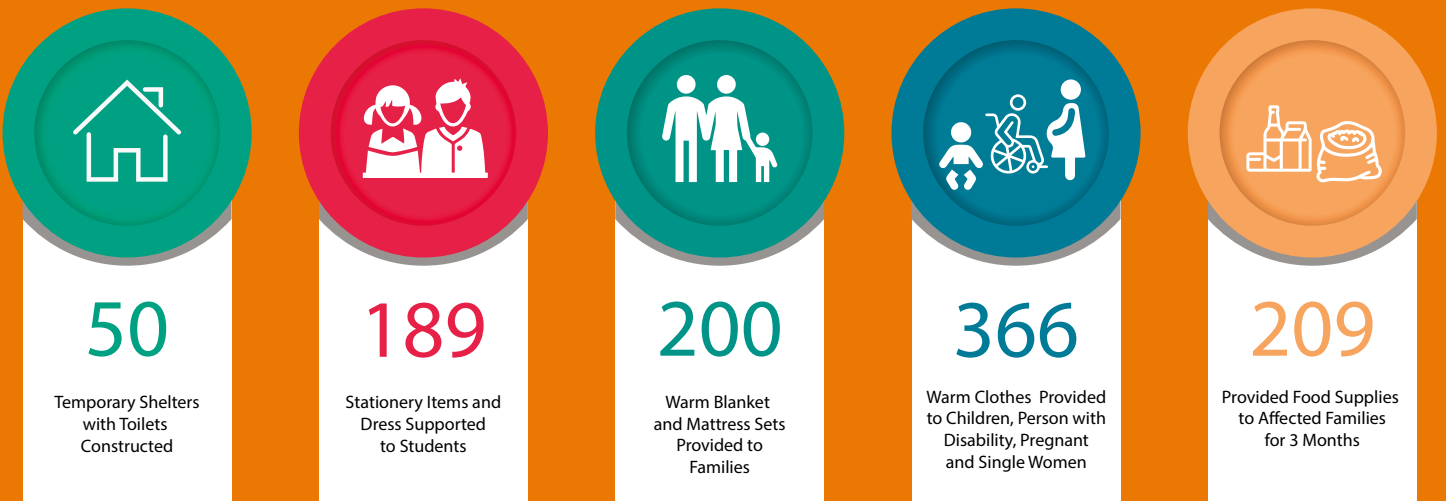 50
Temporary Shelters
with Toilets
Constructed
189
Stationery Items and
Dress Supported
to Students
200
Warm Blanket
and Mattress Sets
Provided to
Families
366
Warm Clothes  Provided
to Children, Person with
Disability, Pregnant
and Single Women
209
Provided Food Supplies
to Affected Families
for 3 Months